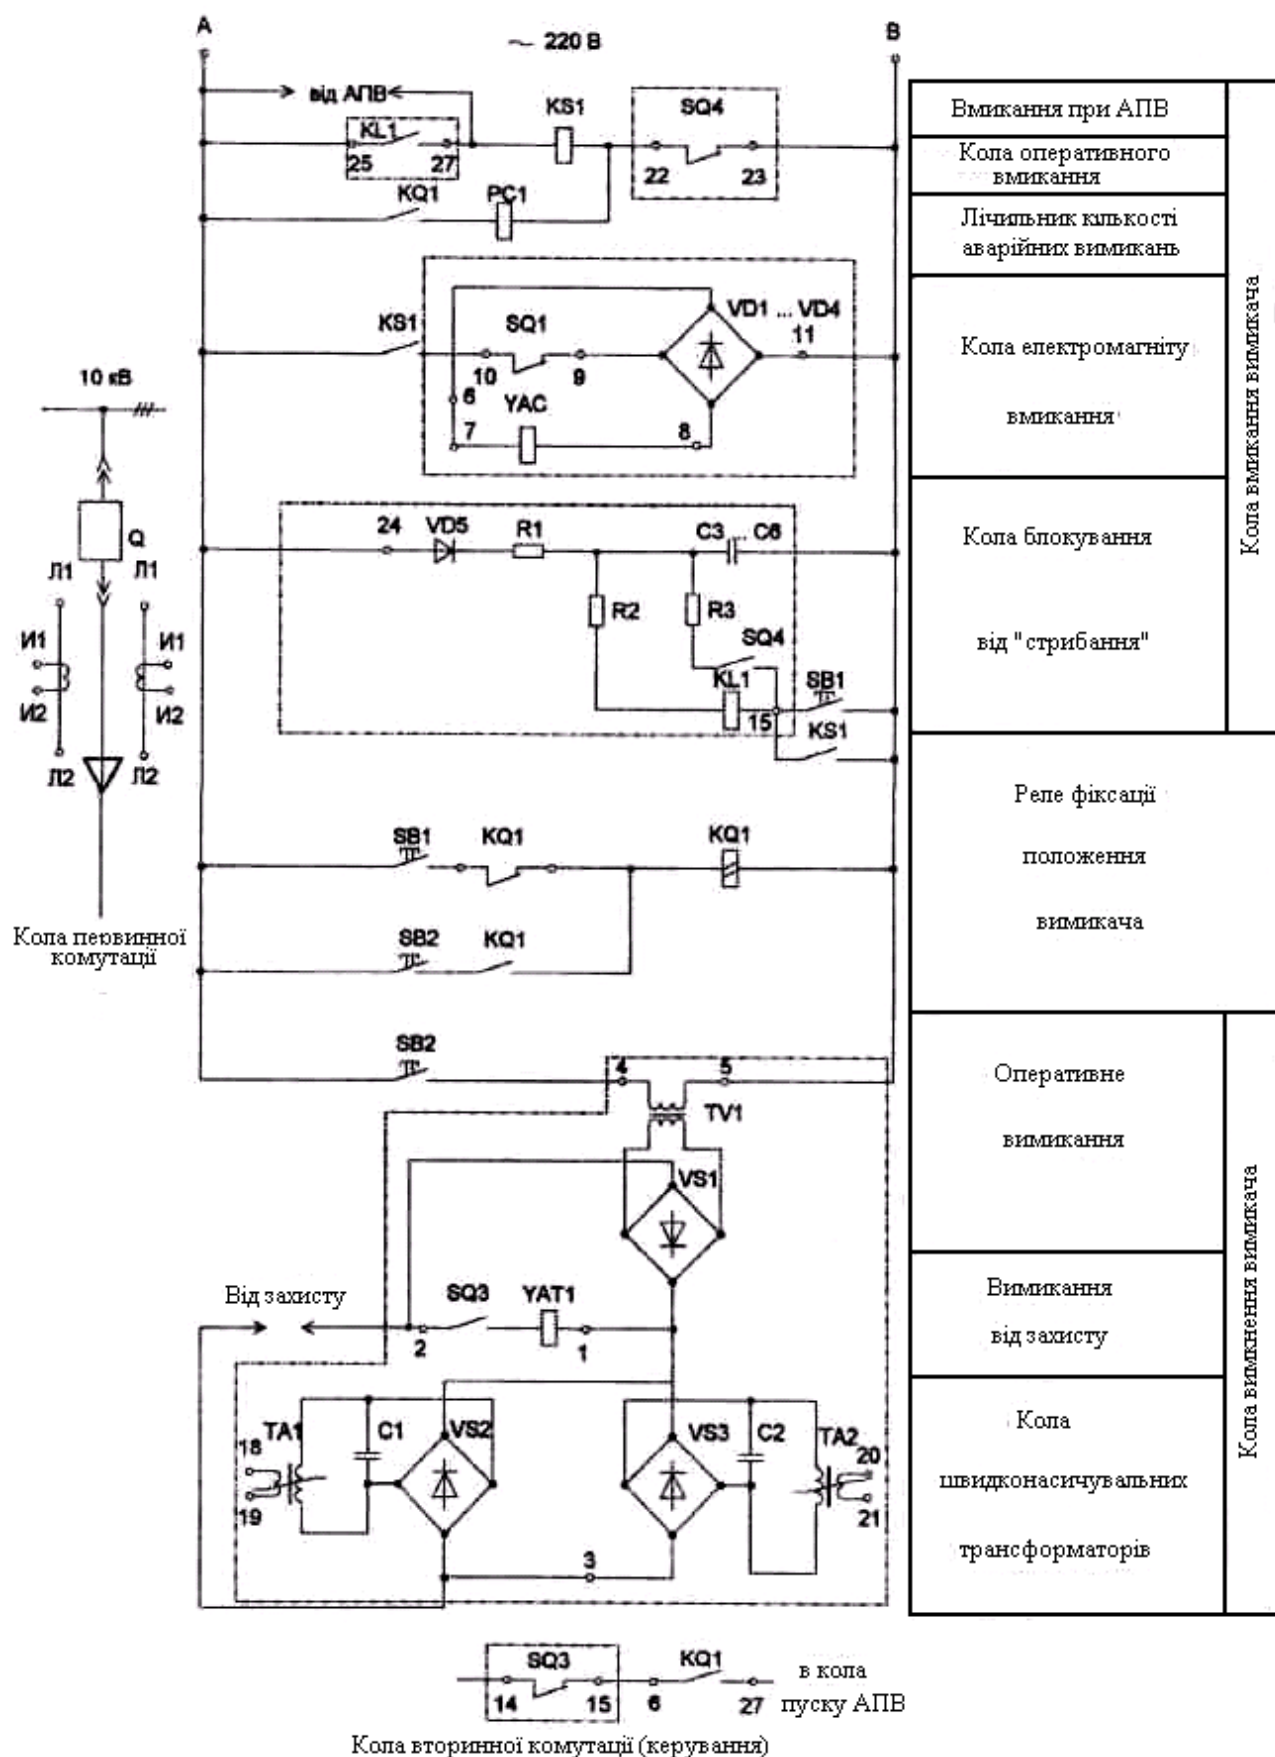 A
B
~ 220 В
від АПВ
KS1
SQ4
KL1
25
27
22
23
KQ1
PC1
Вмикання при АПВ
Кола оперативного
вмикання
Лічильник кількості
аварійних вимикань
KS1
SQ1
VD1 ... VD4
11
10
9
6
YAC
7
8
Кола електромагніту
вмикання
Кола вмикання вимикача
10 кВ
Q
Л1
Л1
И1
И1
И2
И2
Л2
Л2
Кола первинної
комутації
24
VD5
R1
C3 ... C6
R2
R3
SQ4
KL1
SB1
15
KS1
Кола блокування
від "стрибання"
SB1
KQ1
KQ1
SB2
KQ1
Реле фіксації
положення
вимикача
SB2
4
5
TV1
VS1
Оперативне
вимикання
Від захисту
SQ3
YAT1
2
1
Вимикання
від захисту
TA1
C1
VS2
VS3
C2
TA2
18
20
19
21
3
Кола
швидконасичувальних
трансформаторів
Кола вимкнення вимикача
SQ3
KQ1
14
15
6
27
в кола
пуску АПВ
Кола вторинної комутації (керування)